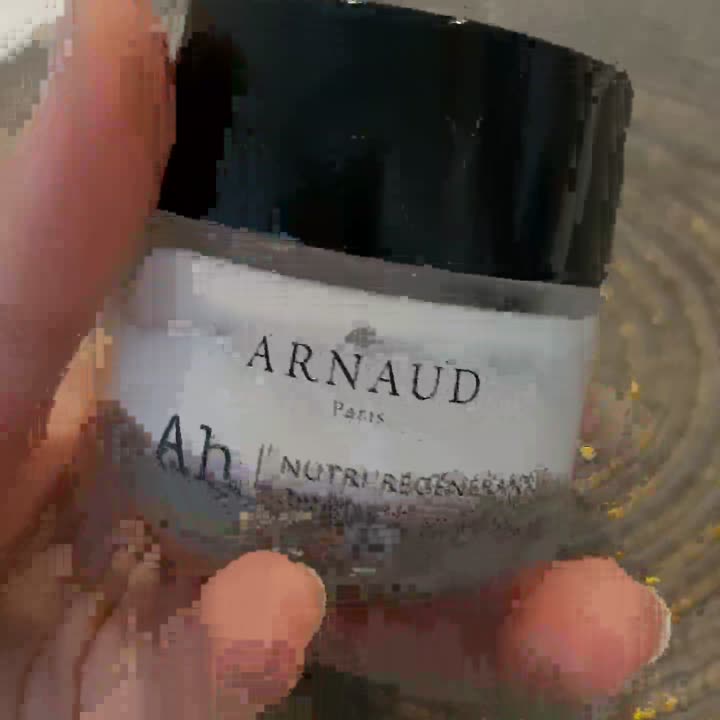 ARNAUD
Paris
Ah | NUTRI REGENERANT